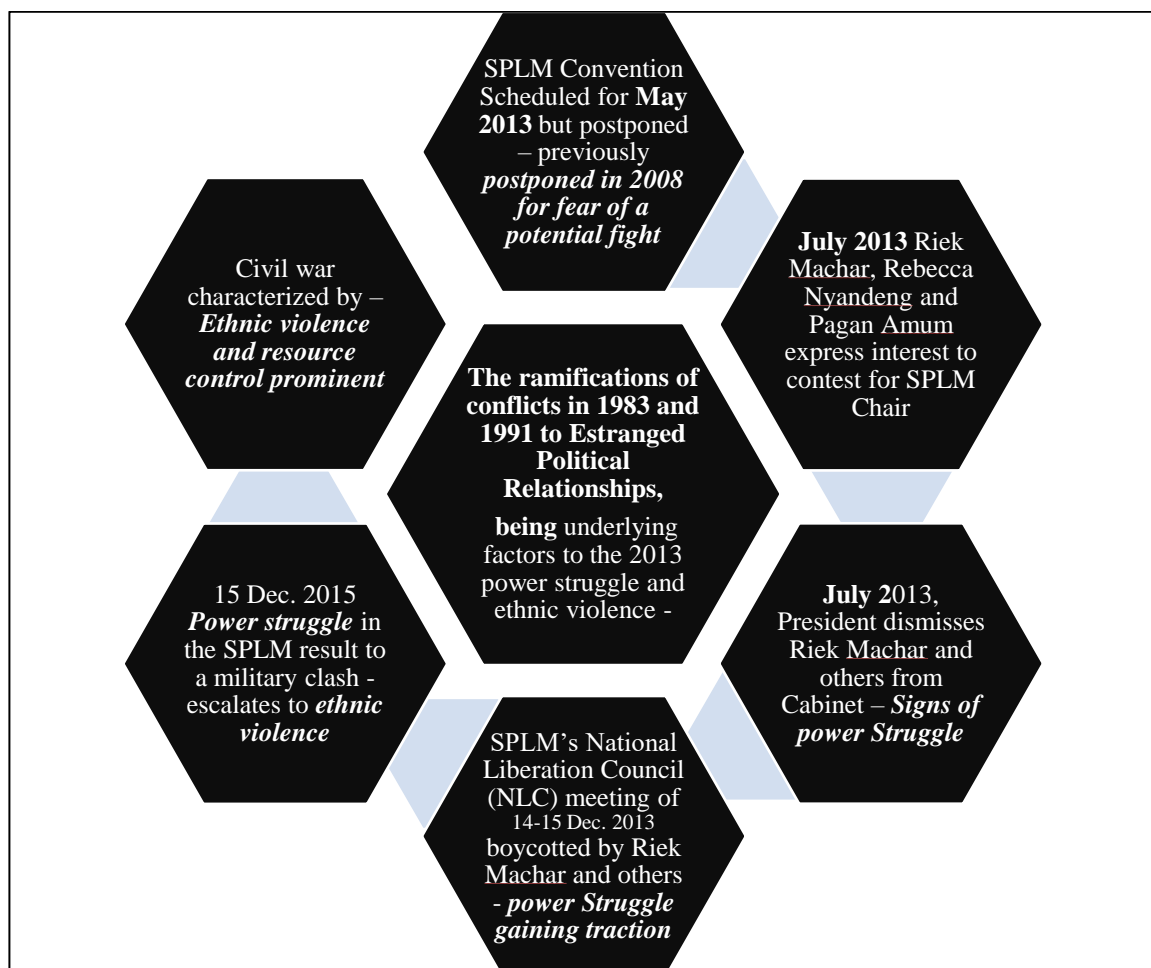 SPLM Convention
Scheduled for May
2013 but postponed
– previously
postponed in 2008
for fear of a
potential fight
July 2013 Riek
Machar, Rebecca
Nyandeng and
Pagan Amum
express interest to
contest for SPLM
Chair
July 2013,
President dismisses
Riek Machar and
others from
Cabinet – Signs of
power Struggle
SPLM’s National
Liberation Council
(NLC) meeting of
14-15 Dec. 2013
boycotted by Riek
Machar and others
- power Struggle
gaining traction
15 Dec. 2015
Power struggle in
the SPLM result to
a military clash -
escalates to ethnic
violence
Civil war
characterized by –
Ethnic violence
and resource
control prominent
The ramifications of
conflicts in 1983 and
1991 to Estranged
Political
Relationships,
being underlying
factors to the 2013
power struggle and
ethnic violence -